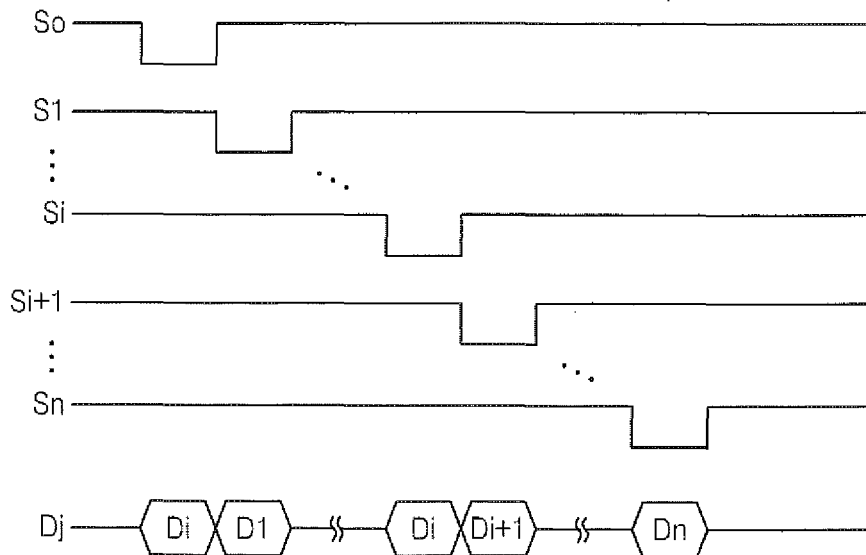 So
S1
Si
Si+1
Sn
Dj Di D1 Di Di+1 Dn